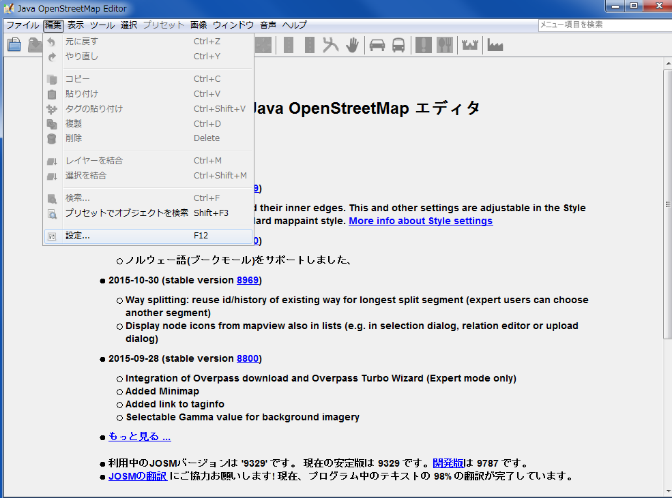 Java OpenStreetMap Editor
ファイル 編集 表示 ツール 選択 プリセット 画像 ウィンドウ 音声 ヘルプ
メニュー項目を検索
元に戻す Ctrl+Z
やり直し Ctrl+Y
コピー Ctrl+C
貼り付け Ctrl+V
タグの貼り付け Ctrl+Shift+V
複製 Ctrl+D
削除 Delete
レイヤーを結合 Ctrl+M
選択を結合 Ctrl+Shift+M
検索... Ctrl+F
プリセットでオブジェクトを検索 Shift+F3
設定... F12
Java OpenStreetMap エディタ
9)
d their inner edges. This and other settings are adjustable in the Style
dard mappaint style. More info about Style settings
0)
ノルウェー語(ブークモール)をサポートしました、
2015-10-30 (stable version 8969)
Way splitting: reuse id/history of existing way for longest split segment (expert users can choose
another segment)
Display node icons from mapview also in lists (e.g. in selection dialog, relation editor or upload
dialog)
2015-09-28 (stable version 8800)
Integration of Overpass download and Overpass Turbo Wizard (Expert mode only)
Added Minimap
Added link to taginfo
Selectable Gamma value for background imagery
もっと見る ...
利用中のJOSMバージョンは '9329' です。 現在の安定版は 9329 です。開発版は 9787 です。
JOSMの翻訳 にご協力お願いします! 現在、プログラム中のテキストの 98% の翻訳が完了しています。